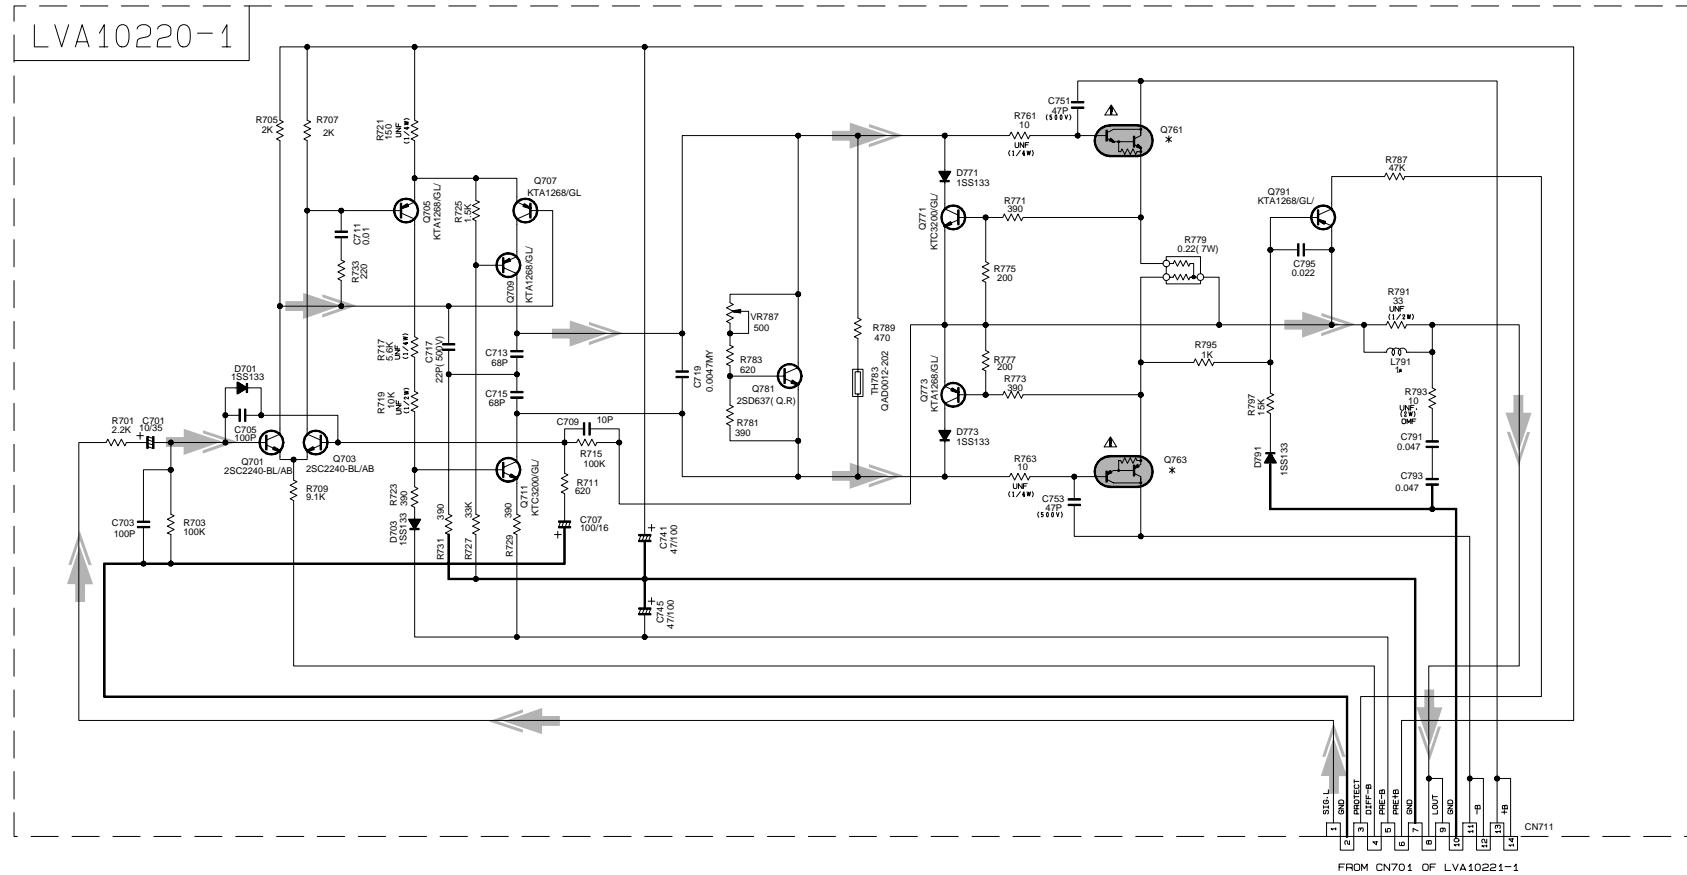 LVA10220-1
R705
2K
R707
2K
R721
150
UNF
(1/4W)
Q705
KTA1268/GL/
R725
1.5K
Q707
KTA1268/GL
C711
0.01
R733
220
Q709
KTA1268/GL/
R717
5.6K
UNF
(1/4W)
C717
22P(500V)
C713
68P
C715
68P
R719
10K
UNF
(1/2W)
D701
1SS133
R701
2.2K
C701
10/35
+
C705
100P
Q701
2SC2240-BL/AB
Q703
2SC2240-BL/AB
R709
9.1K
C703
100P
R703
100K
R723
390
D703
1SS133
R731
390
R727
33K
R729
390
Q711
KTC3200/GL/
C709
10P
R715
100K
R711
620
C707
100/16
+
C741
47/100
+
C745
47/100
+
C719
0.0047MY
VR787
500
R783
620
Q781
2SD637(Q.R)
R781
390
R789
470
TH783
QAD0012-202
D771
1SS133
Q771
KTC3200/GL/
R761
10
UNF
(1/4W)
C751
47P
(500V)
Q761
*
R771
390
R775
200
R777
200
R773
390
Q773
KTA1268/GL/
D773
1SS133
R763
10
UNF
(1/4W)
C753
47P
(500V)
Q763
*
R779
0.22(7W)
R795
1K
R797
15K
D791
1SS133
Q791
KTA1268/GL/
R787
47K
C795
0.022
R791
33
UNF
(1/2W)
L791
1μ
R793
10
UNF.
(2W)
OMF
C791
0.047
C793
0.047
SIG.L
GND
PROTECT
DIFF-B
PRE-B
PRE+B
GND
LOUT
GND
-B
+B
1
2
3
4
5
6
7
8
9
10
11
12
13
14
CN711
FROM CN701 OF LVA10221-1